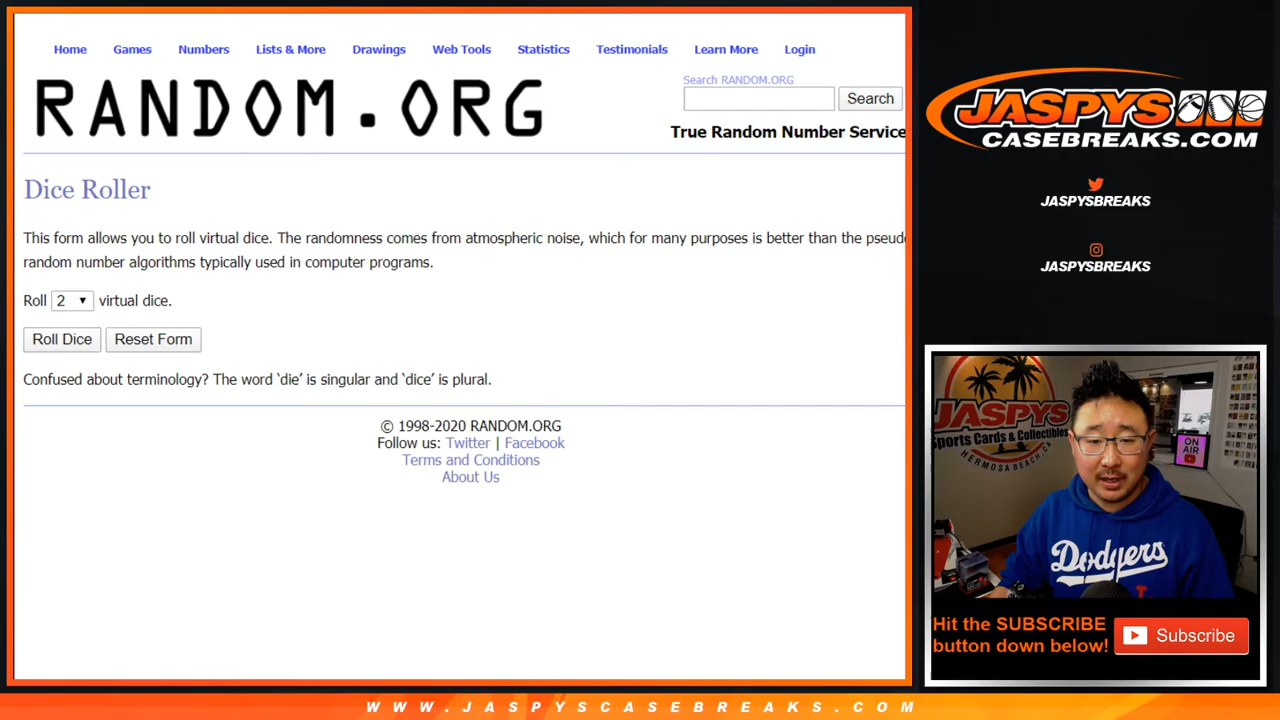 Home Games Numbers Lists & More Drawings Web Tools Statistics Testimonials Learn More Login
RANDOM.ORG
Search RANDOM.ORG
Search
True Random Number Service
Dice Roller
This form allows you to roll virtual dice. The randomness comes from atmospheric noise, which for many purposes is better than the pseudo
random number algorithms typically used in computer programs.
Roll 2 virtual dice.
Roll Dice Reset Form
Confused about terminology? The word ‘die’ is singular and ‘dice’ is plural.
© 1998-2020 RANDOM.ORG
Follow us: Twitter | Facebook
Terms and Conditions
About Us
JASPYS
CASEBREAKS.COM
JASPYSBREAKS
JASPYSBREAKS
JASPYS
Sports Cards & Collectibles
HERMOSA BEACH, CA
ON
AIR
Dodgers
Hit the SUBSCRIBE
button down below!
Subscribe
WWW.JASPYSCASEBREAKS.COM